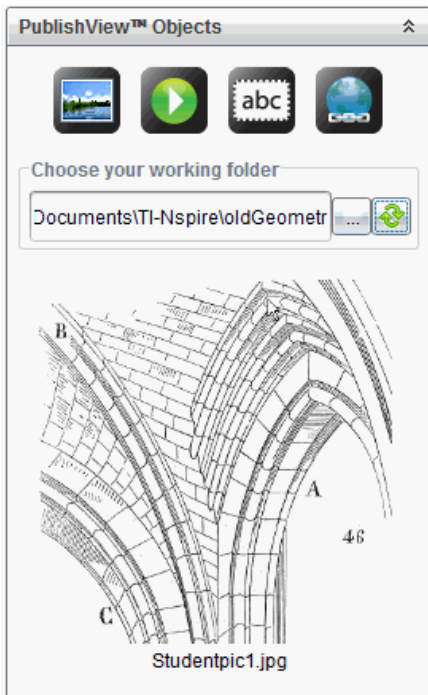 PublishView™ Objects
abc
Choose your working folder
Documents\TI-Nspire\oldGeometr
...
B
A
46
C
Studentpic1.jpg